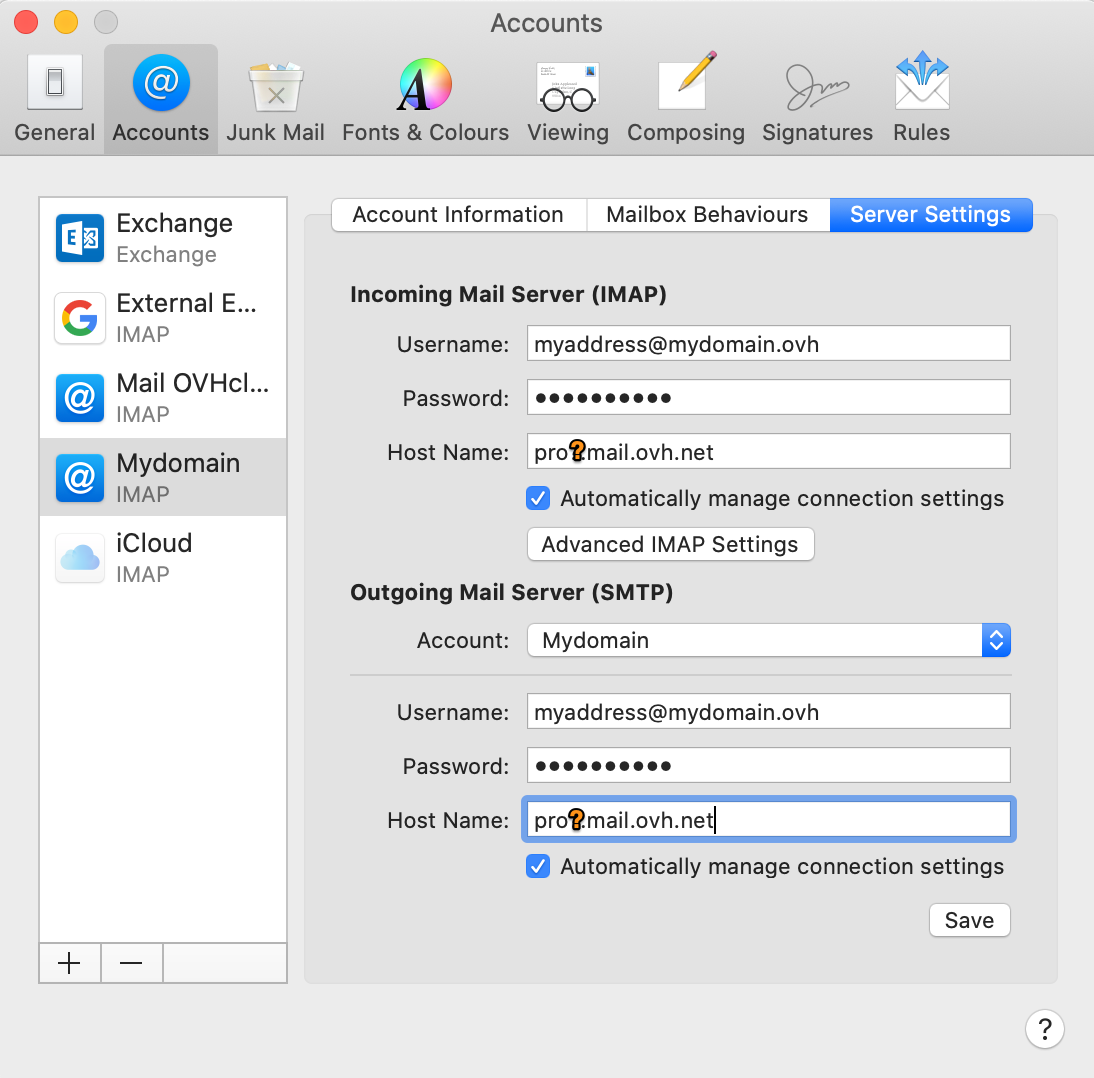 Accounts
General
Accounts
Junk Mail
Fonts & Colours
Viewing
Composing
Signatures
Rules
Exchange
Exchange
External E...
IMAP
Mail OVHcl...
IMAP
Mydomain
IMAP
iCloud
IMAP
Account Information
Mailbox Behaviours
Server Settings
Incoming Mail Server (IMAP)
Username: myaddress@mydomain.ovh
Password: ••••••••••
Host Name: pro?.mail.ovh.net
Automatically manage connection settings
Advanced IMAP Settings
Outgoing Mail Server (SMTP)
Account: Mydomain
Username: myaddress@mydomain.ovh
Password: ••••••••••
Host Name: pro?.mail.ovh.net
Automatically manage connection settings
Save
?